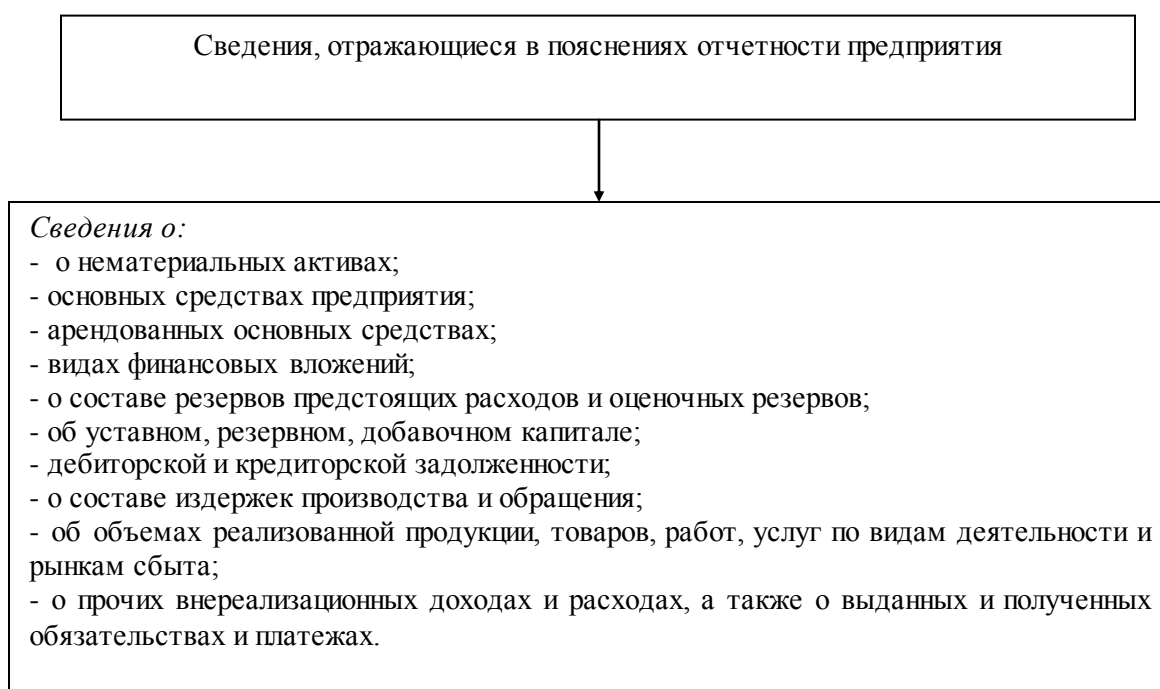 Сведения, отражающиеся в пояснениях отчетности предприятия
Сведения о:
- о нематериальных активах;
- основных средствах предприятия;
- арендованных основных средствах;
- видах финансовых вложений;
- о составе резервов предстоящих расходов и оценочных резервов;
- об уставном, резервном, добавочном капитале;
- дебиторской и кредиторской задолженности;
- о составе издержек производства и обращения;
- об объемах реализованной продукции, товаров, работ, услуг по видам деятельности и
рынкам сбыта;
- о прочих внереализационных доходах и расходах, а также о выданных и полученных
обязательствах и платежах.